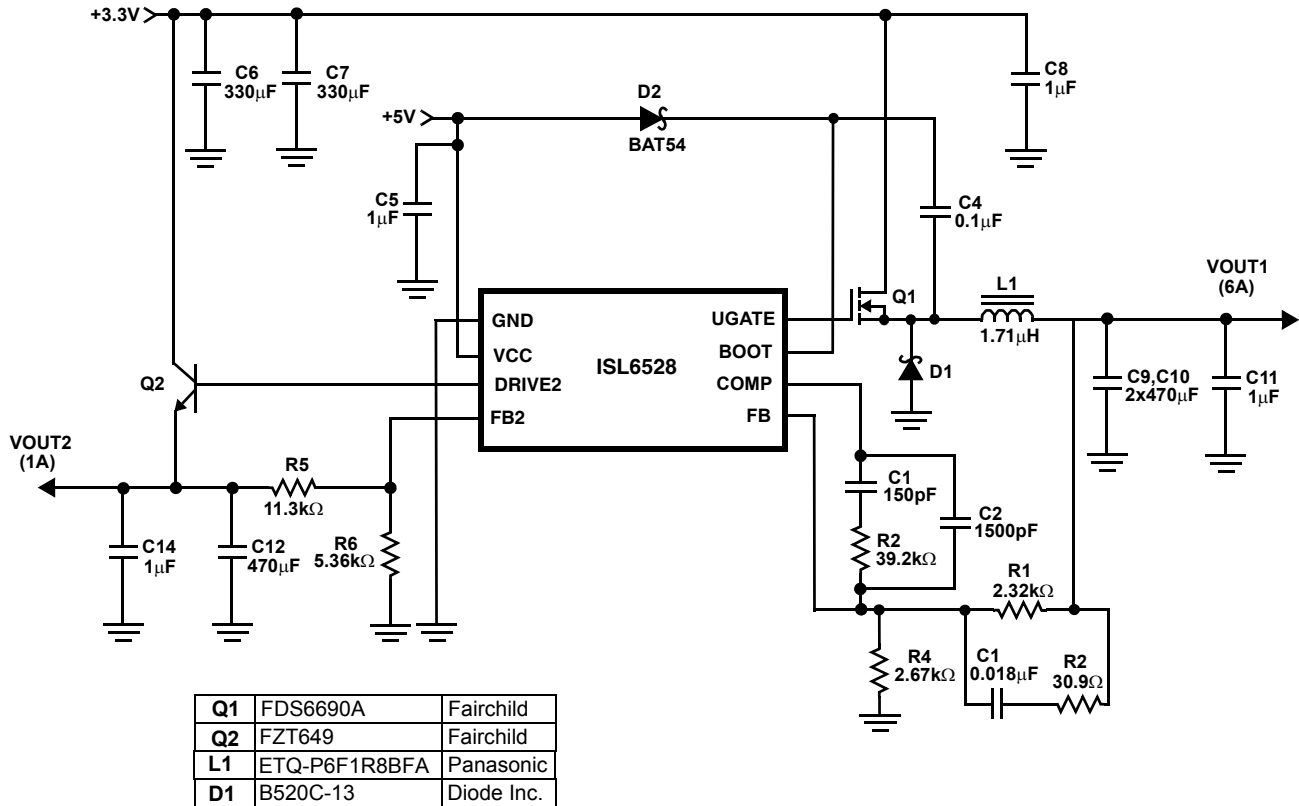 +3.3V
C6
330µF
C7
330µF
C8
1µF
D2
BAT54
+5V
C5
1µF
C4
0.1µF
VOUT1
(6A)
L1
1.71µH
Q1
GND
VCC
DRIVE2
FB2
ISL6528
UGATE
BOOT
COMP
FB
D1
C9,C10
2x470µF
C11
1µF
Q2
VOUT2
(1A)
R5
11.3kΩ
C14
1µF
C12
470µF
R6
5.36kΩ
C1
150pF
C2
1500pF
R2
39.2kΩ
R1
2.32kΩ
R4
2.67kΩ
C1
0.018µF
R2
30.9Ω
Q1 FDS6690A Fairchild
Q2 FZT649 Fairchild
L1 ETQ-P6F1R8BFA Panasonic
D1 B520C-13 Diode Inc.